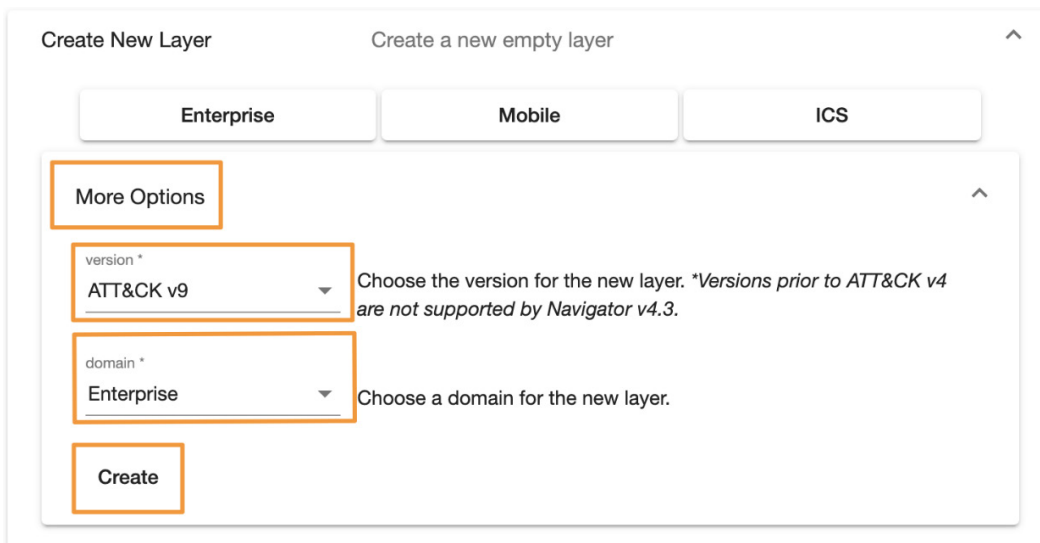 Create New Layer Create a new empty layer
Enterprise Mobile ICS
More Options
version *
ATT&CK v9
Choose the version for the new layer. *Versions prior to ATT&CK v4
are not supported by Navigator v4.3.
domain *
Enterprise
Choose a domain for the new layer.
Create